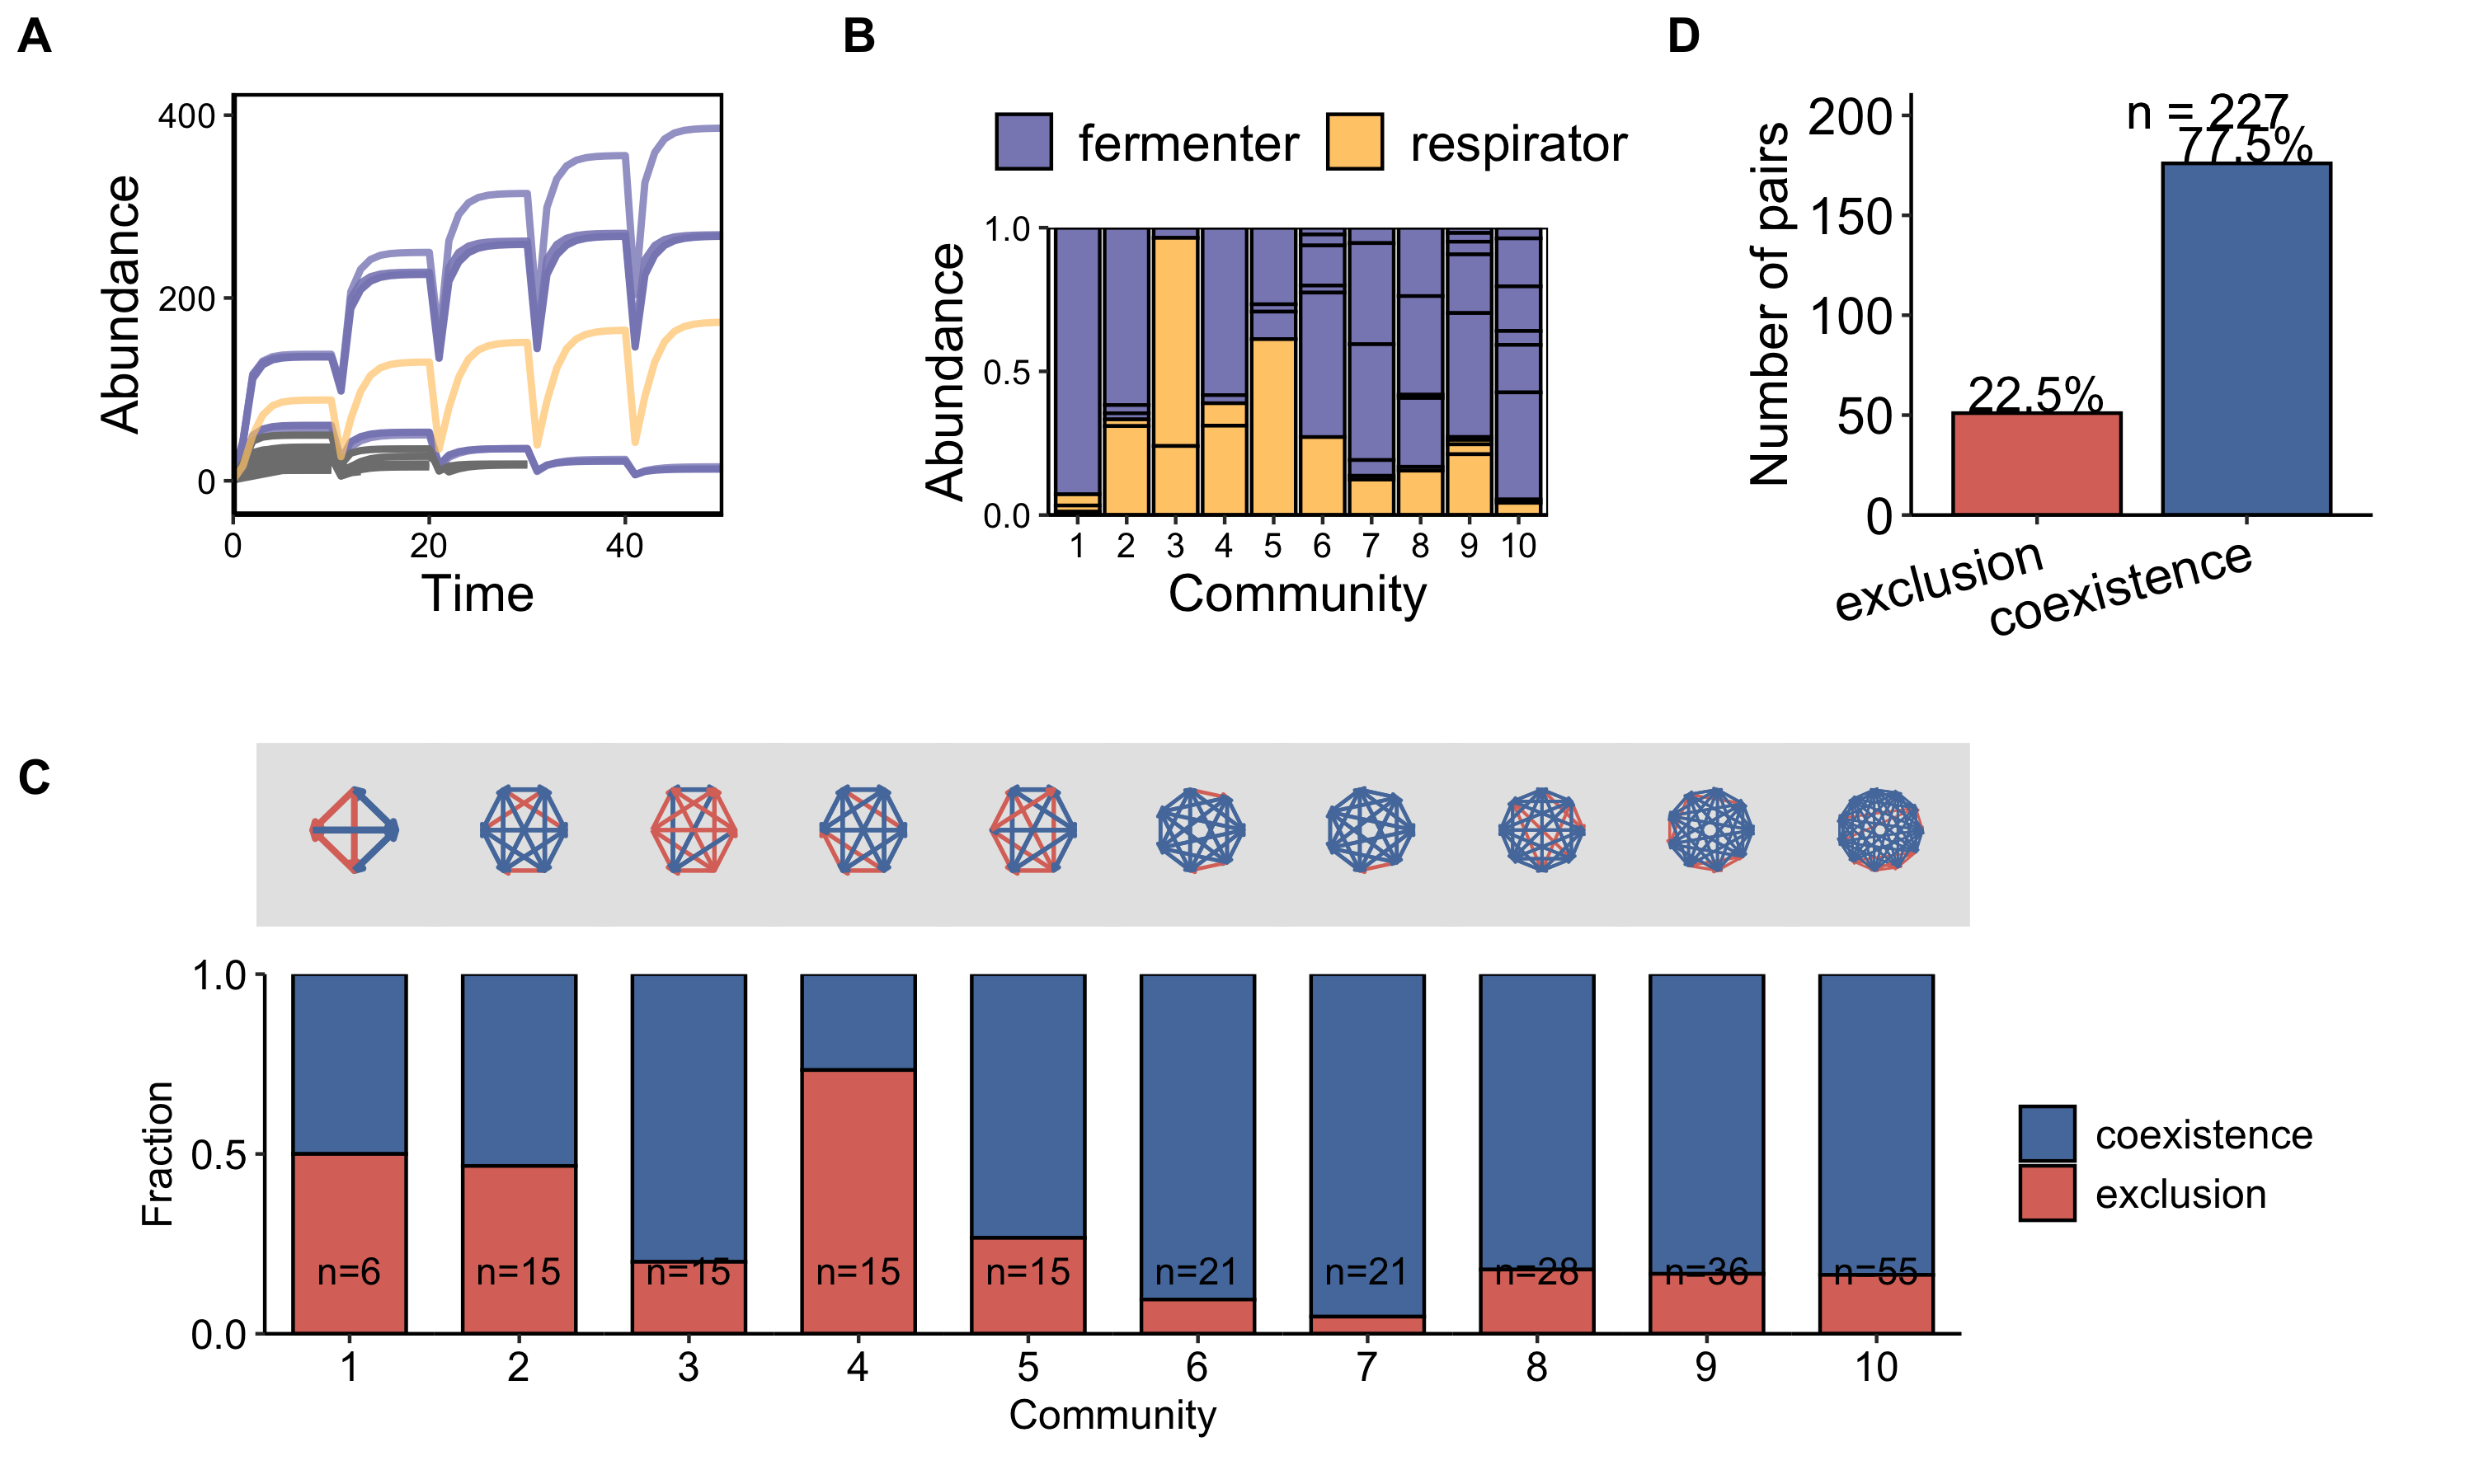 A
400
200
0
Abundance
0 20 40
Time
B
fermenter respirator
1.0
0.5
0.0
Abundance
1 2 3 4 5 6 7 8 9 10
Community
D
n = 227
77.5%
22.5%
200
150
100
50
0
Number of pairs
exclusion
coexistence
C
1.0
0.5
0.0
Fraction
n=6 n=15 n=15 n=15 n=15 n=21 n=21 n=28 n=36 n=55
1 2 3 4 5 6 7 8 9 10
Community
coexistence
exclusion